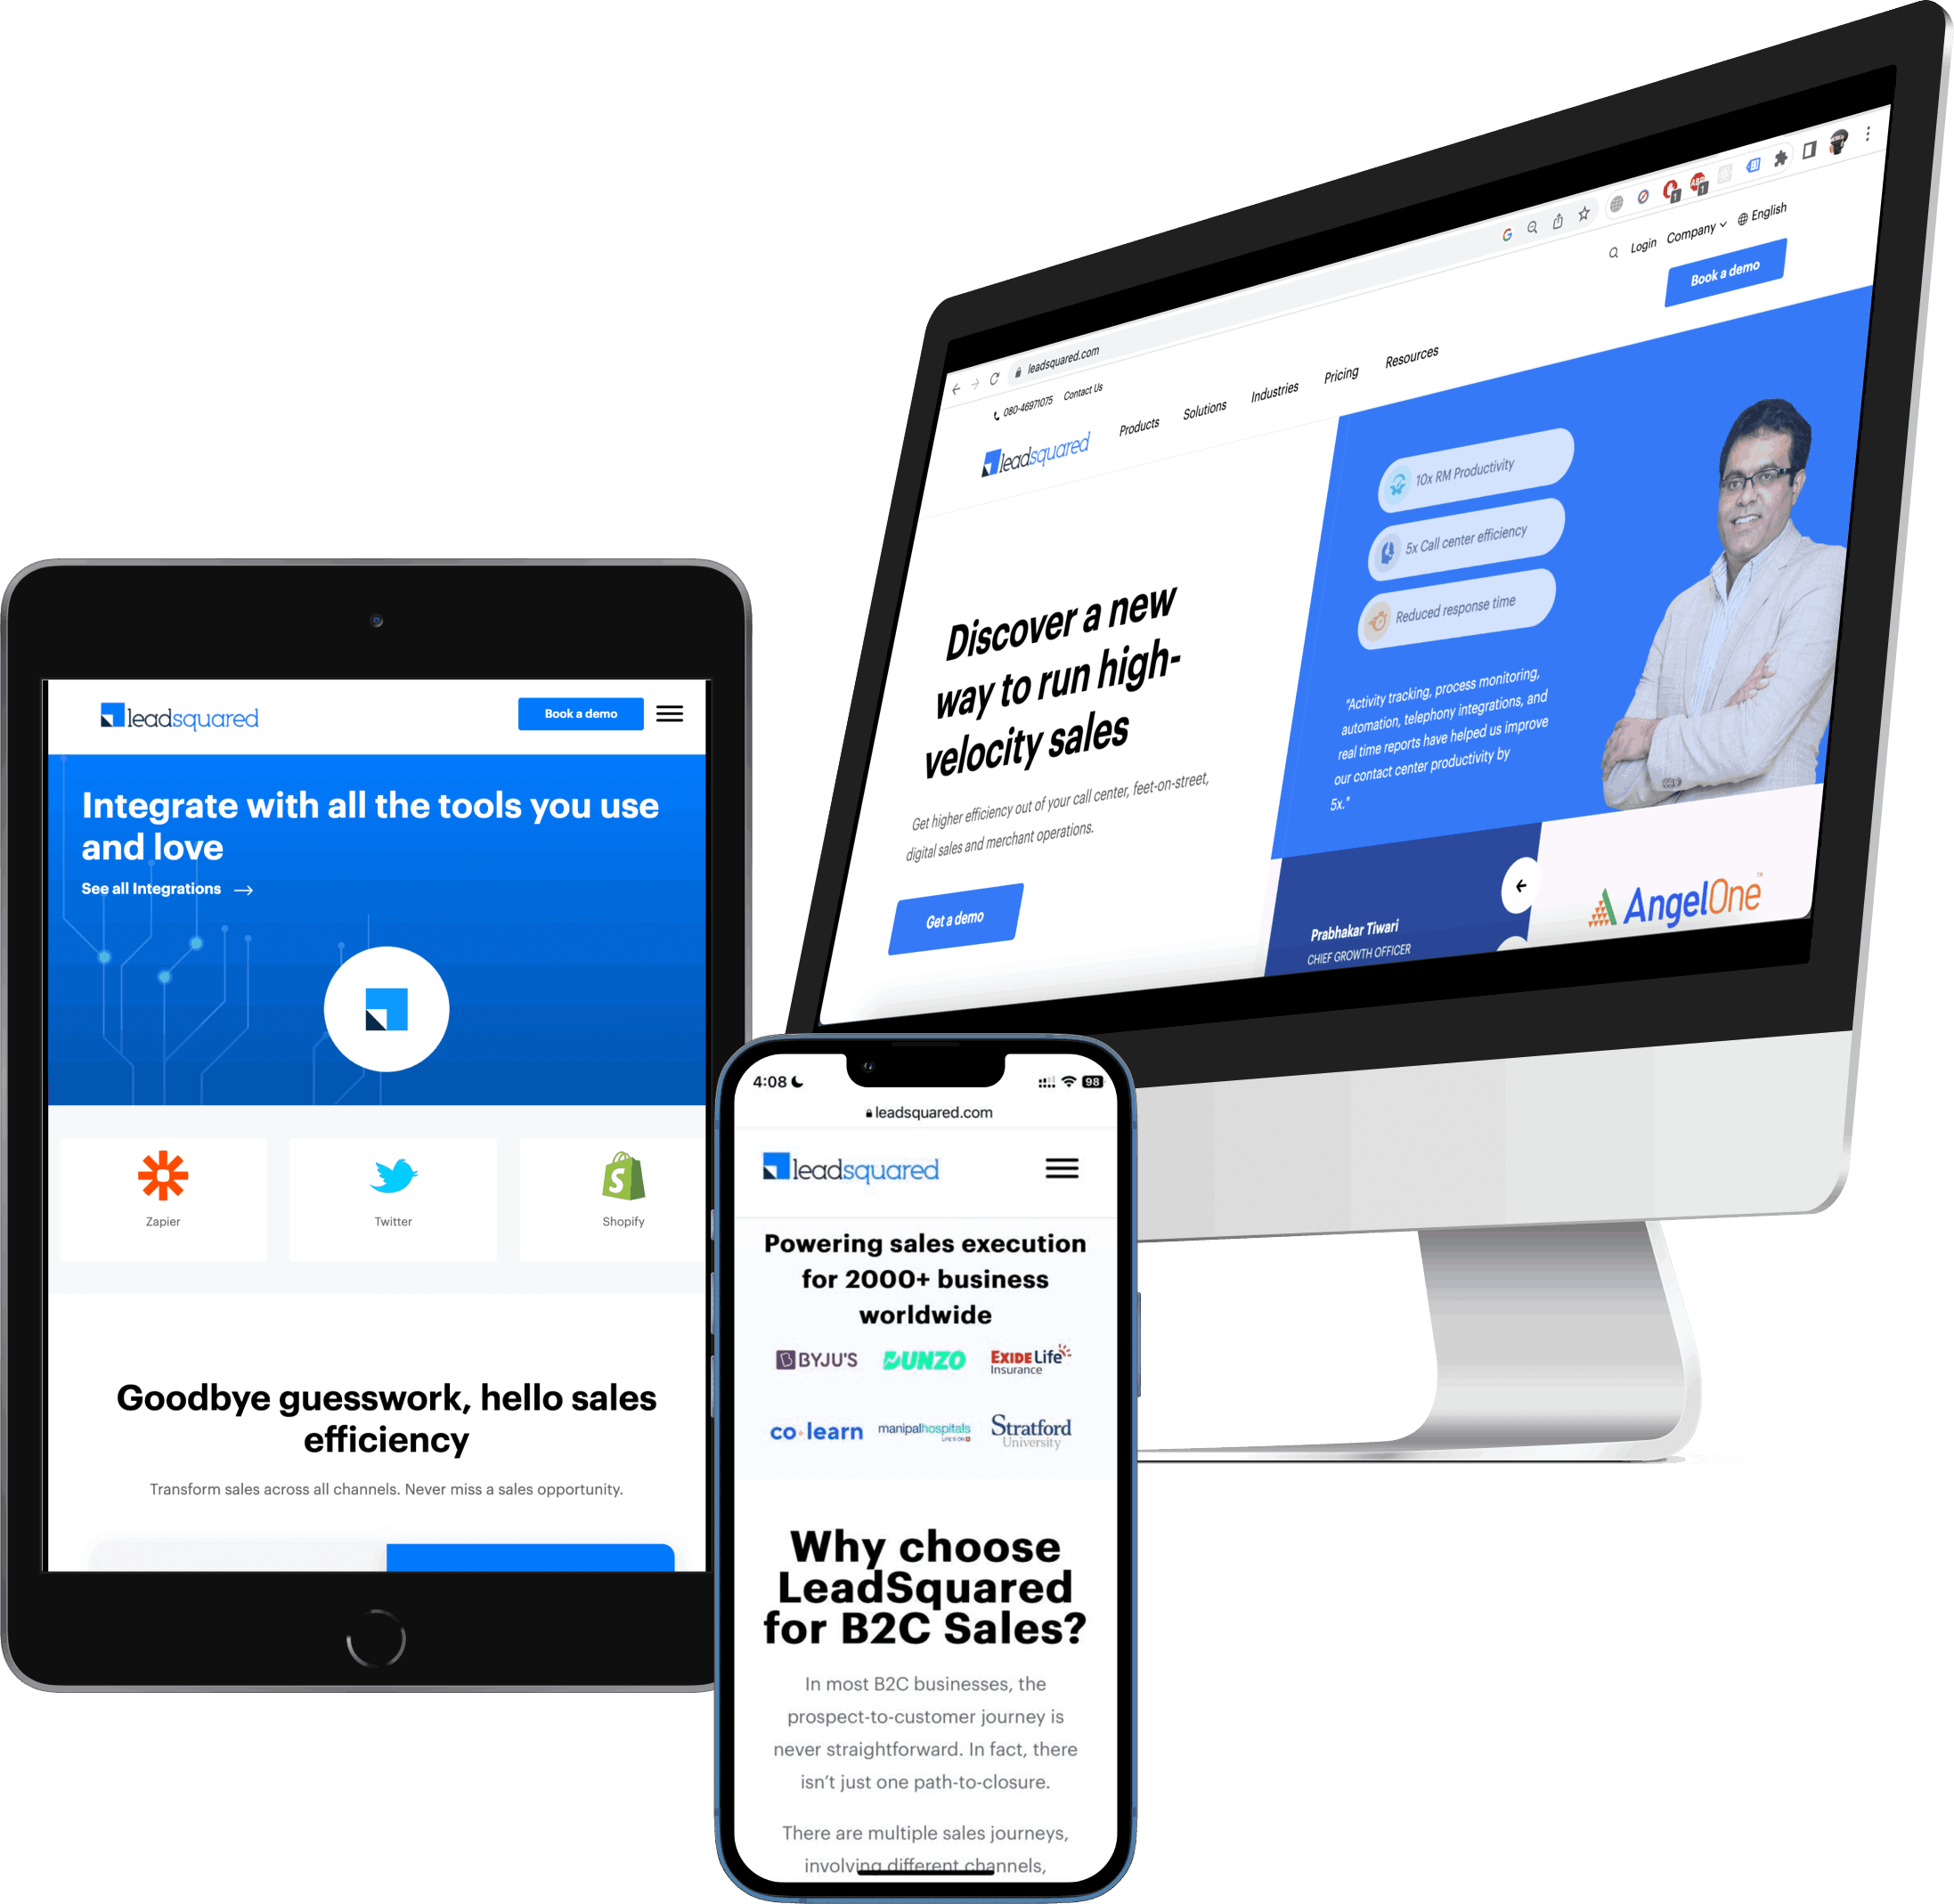 leadsquared.com
English
Company
Login
080-46971075
Contact Us
Book a demo
leadsquared
Products
Solutions
Industries
Pricing
Resources
10x RM Productivity
5x Call center efficiency
Reduced response time
Discover a new
way to run high-
velocity sales
Get higher efficiency out of your call center, feet-on-street,
digital sales and merchant operations.
Get a demo
"Activity tracking, process monitoring,
automation, telephony integrations, and
real time reports have helped us improve
our contact center productivity by
5x."
Prabhakar Tiwari
CHIEF GROWTH OFFICER
AngelOne
TM
leadsquared
Book a demo
Integrate with all the tools you use
and love
See all Integrations
Zapier
Twitter
Shopify
Goodbye guesswork, hello sales
efficiency
Transform sales across all channels. Never miss a sales opportunity.
4:08
98
leadsquared.com
leadsquared
Powering sales execution
for 2000+ business
worldwide
BYJU'S
DUNZO
EXIDE Life
Insurance
co·learn
manipalhospitals
LIFE'S ON
Stratford
University
Why choose
LeadSquared
for B2C Sales?
In most B2C businesses, the
prospect-to-customer journey is
never straightforward. In fact, there
isn't just one path-to-closure.
There are multiple sales journeys,
involving different channels,